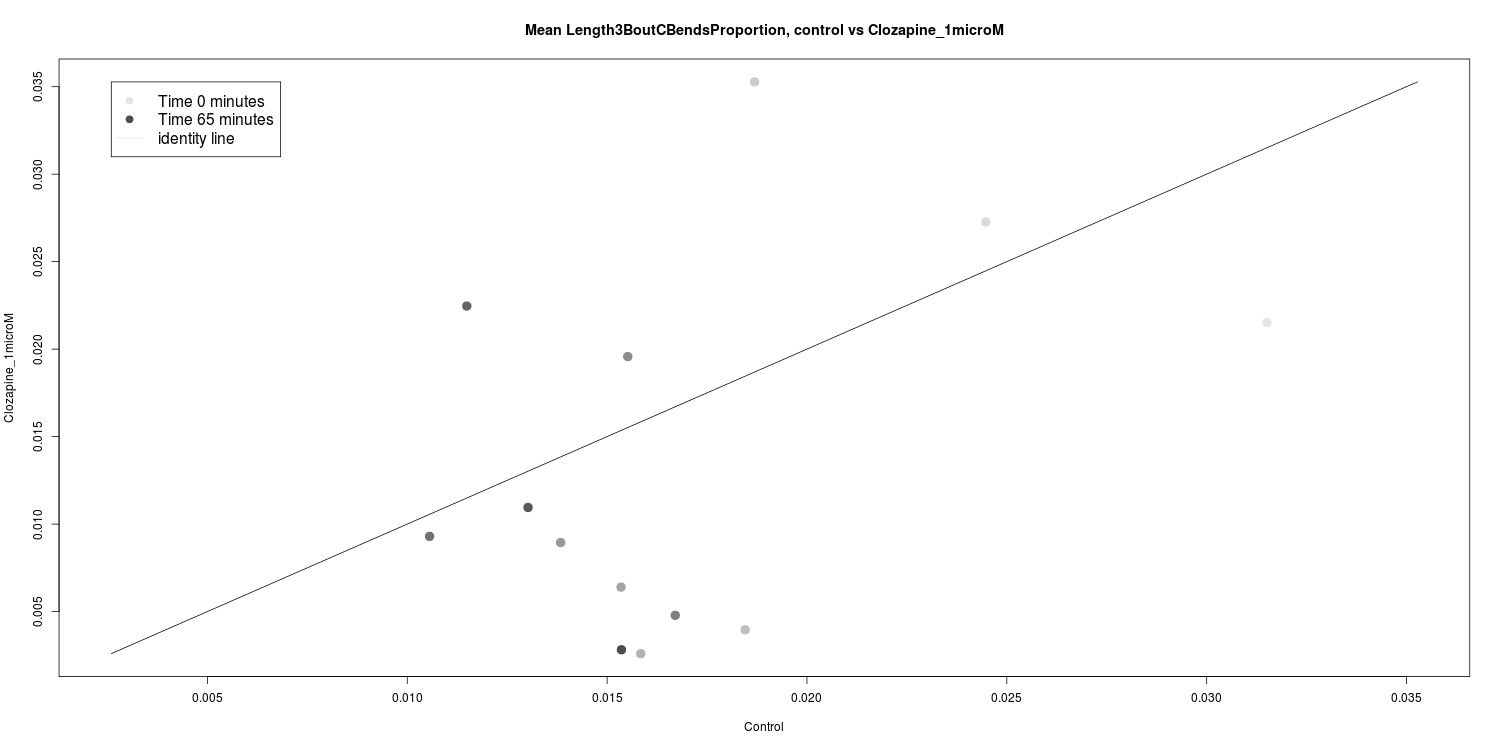 Mean Length3BoutCBendsProportion, control vs Clozapine_1microM
Time 0 minutes
Time 65 minutes
identity line
Clozapine_1microM
0.035
0.030
0.025
0.020
0.015
0.010
0.005
0.005 0.010 0.015 0.020 0.025 0.030 0.035
Control